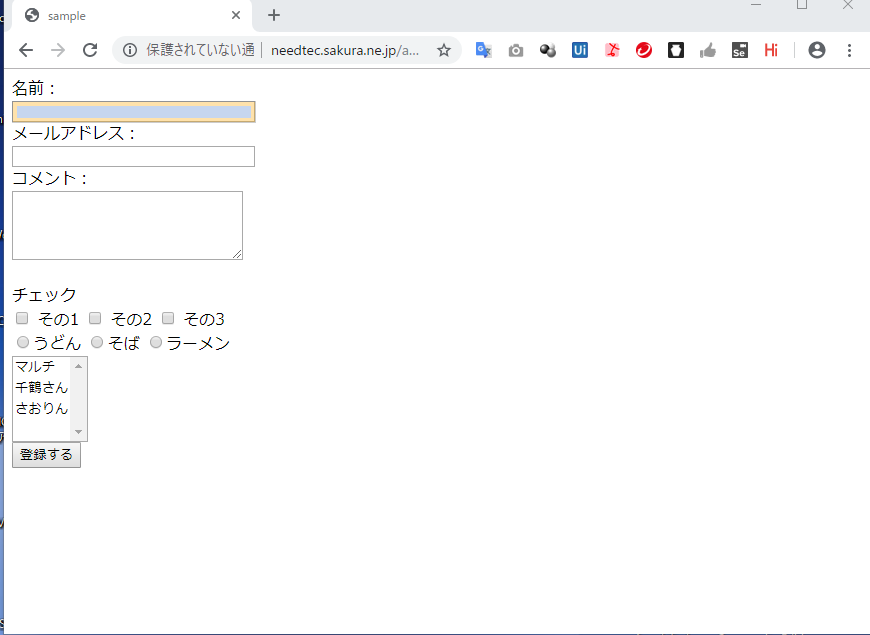 sample
保護されていない通 | needtec.sakura.ne.jp/a...
Ui
Se
Hi
名前：
メールアドレス：
コメント：
チェック
その1 その2 その3
うどん そば ラーメン
マルチ
千鶴さん
さおりん
登録する